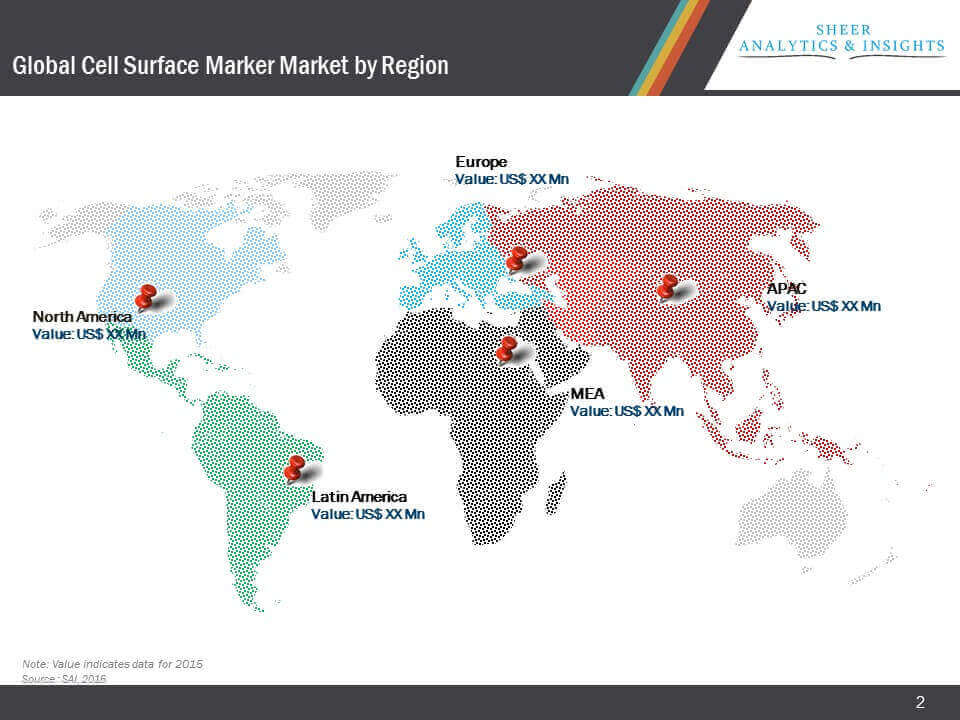 SHEER
ANALYTICS & INSIGHTS
Global Cell Surface Marker Market by Region
Europe
Value: US$ XX Mn
APAC
Value: US$ XX Mn
North America
Value: US$ XX Mn
MEA
Value: US$ XX Mn
Latin America
Value: US$ XX Mn
Note: Value indicates data for 2015
Source : SAI, 2016
2